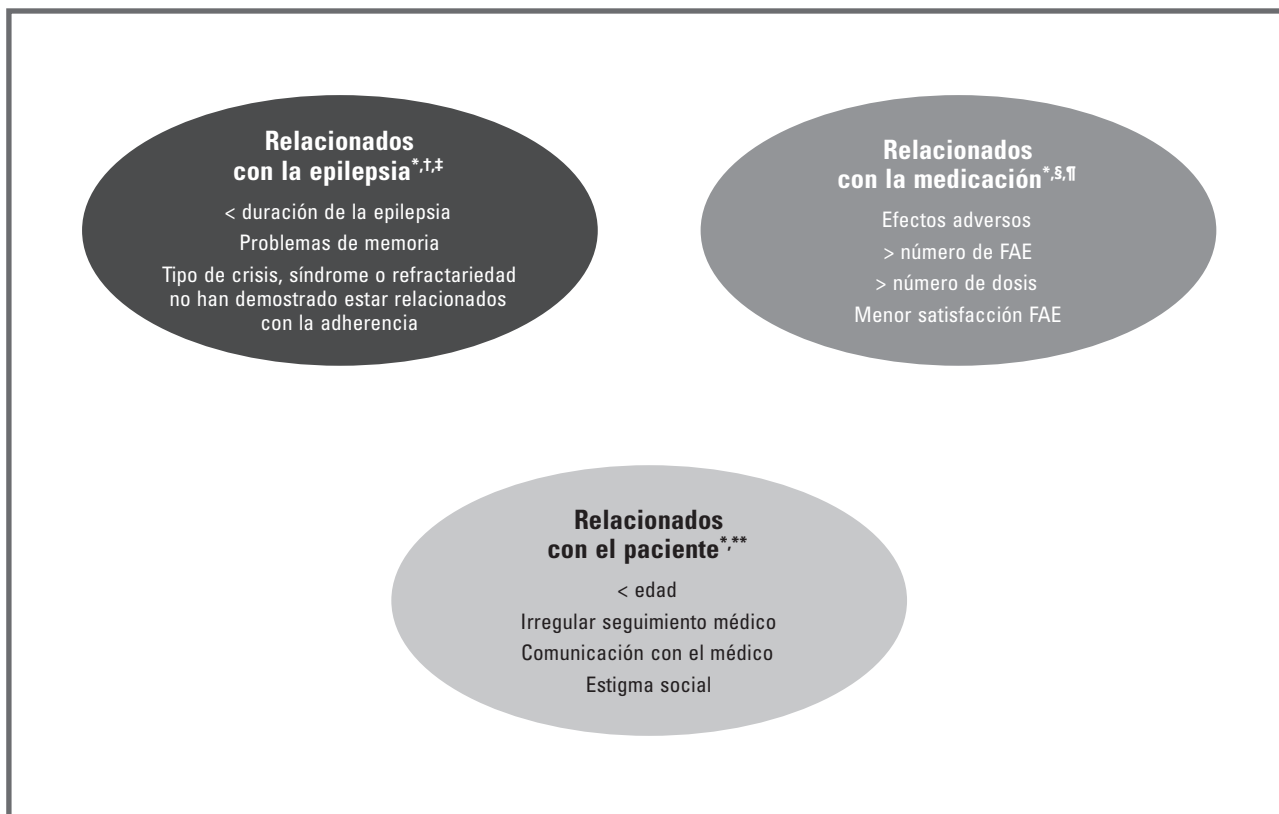 Relacionados
con la epilepsia*,†,‡
< duración de la epilepsia
Problemas de memoria
Tipo de crisis, síndrome o refractariedad
no han demostrado estar relacionados
con la adherencia
Relacionados
con la medicación*,§,¶
Efectos adversos
> número de FAE
> número de dosis
Menor satisfacción FAE
Relacionados
con el paciente*,**
< edad
Irregular seguimiento médico
Comunicación con el médico
Estigma social